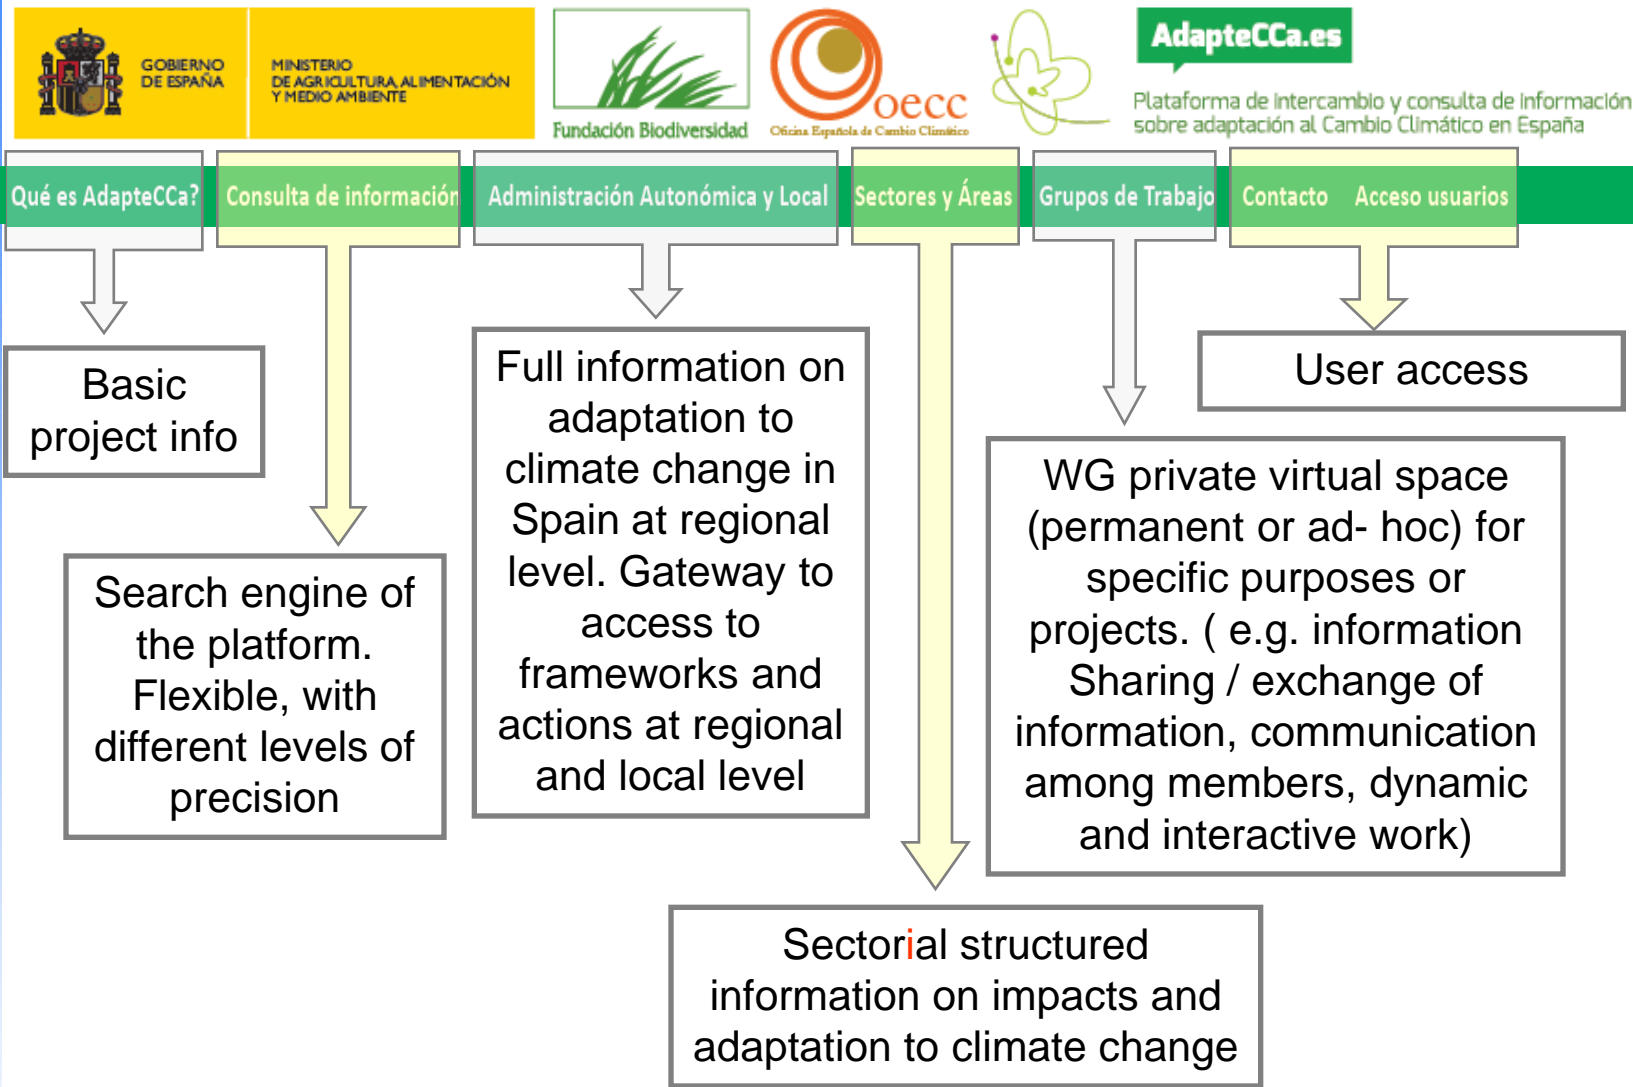 GOBIERNO
DE ESPAÑA
MINISTERIO
DE AGRICULTURA, ALIMENTACIÓN
Y MEDIO AMBIENTE
Fundación Biodiversidad
oecc
Oficina Española de Cambio Climático
AdapteCCa.es
Plataforma de intercambio y consulta de información
sobre adaptación al Cambio Climático en España
Qué es AdapteCCa?
Consulta de información
Administración Autonómica y Local
Sectores y Áreas
Grupos de Trabajo
Contacto
Acceso usuarios
Basic
project info
Search engine of
the platform.
Flexible, with
different levels of
precision
Full information on
adaptation to
climate change in
Spain at regional
level. Gateway to
access to
frameworks and
actions at regional
and local level
Sectorial structured
information on impacts and
adaptation to climate change
WG private virtual space
(permanent or ad- hoc) for
specific purposes or
projects. ( e.g. information
Sharing / exchange of
information, communication
among members, dynamic
and interactive work)
User access